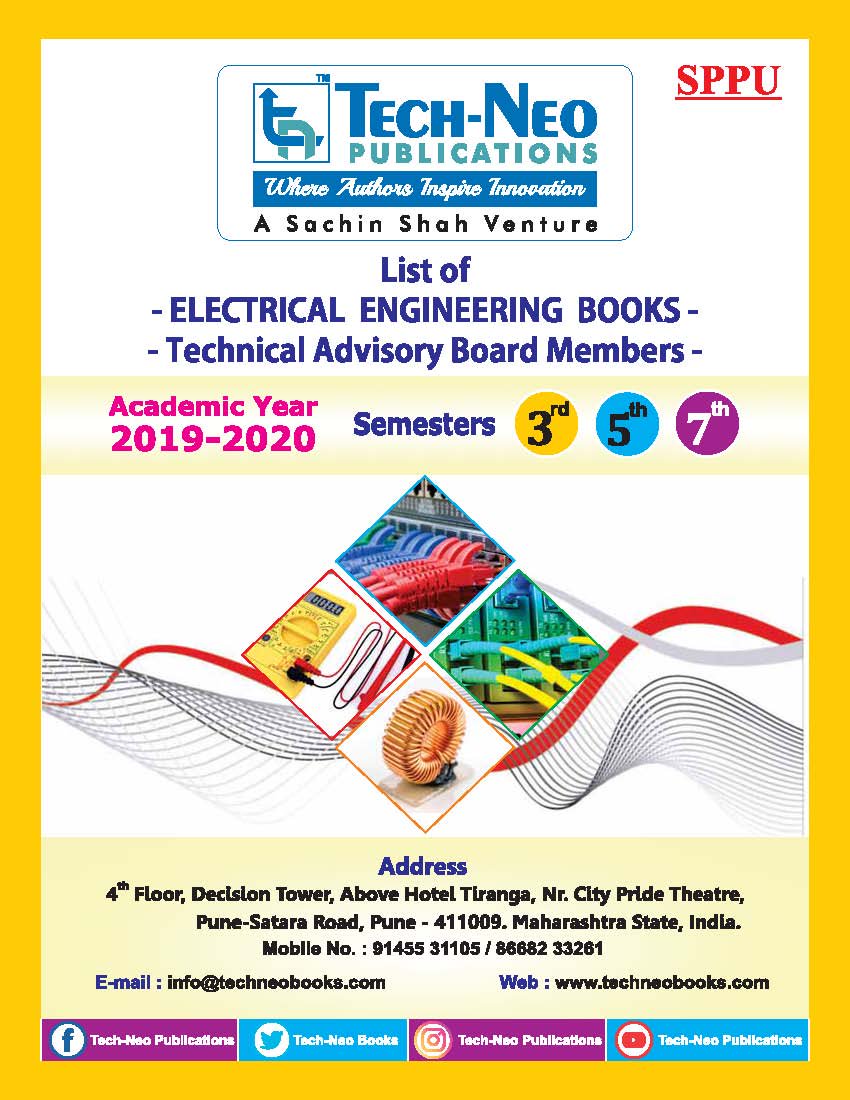 SPPU
TM
TECH-NEO
PUBLICATIONS
Where Authors Inspire Innovation
A Sachin Shah Venture
List of
- ELECTRICAL ENGINEERING BOOKS -
- Technical Advisory Board Members -
Academic Year
2019-2020
Semesters 3rd 5th 7th
000.0
Address
4th Floor, Decision Tower, Above Hotel Tiranga, Nr. City Pride Theatre,
Pune-Satara Road, Pune - 411009. Maharashtra State, India.
Mobile No. : 91455 31105 / 86682 33261
E-mail : info@techneobooks.com Web : www.techneobooks.com
Tech-Neo Publications Tech-Neo Books Tech-Neo Publications Tech-Neo Publications